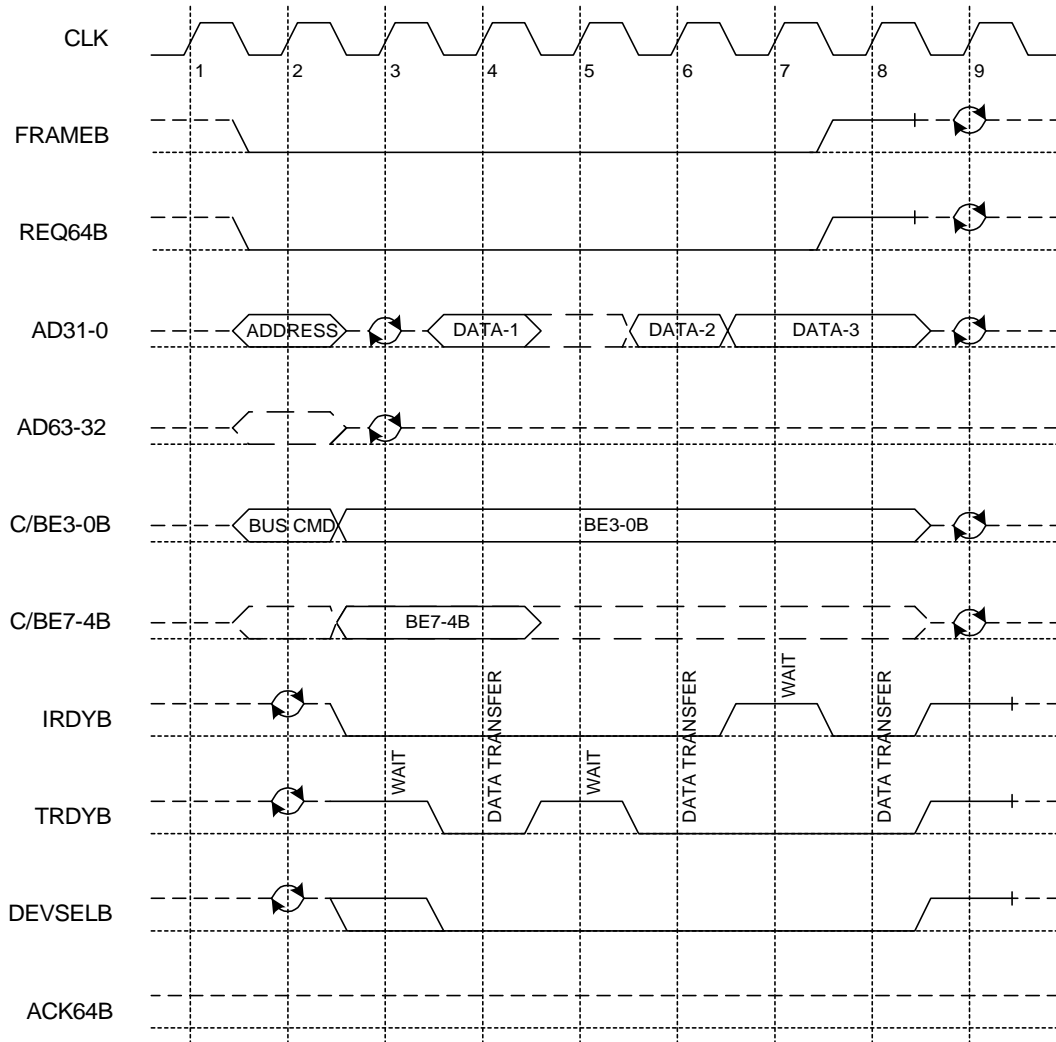 CLK
1 2 3 4 5 6 7 8 9
FRAMEB
REQ64B
AD31-0
ADDRESS DATA-1 DATA-2 DATA-3
AD63-32
C/BE3-0B
BUS CMD BE3-0B
C/BE7-4B
BE7-4B
IRDYB
WAIT
DATA TRANSFER
WAIT
DATA TRANSFER
WAIT
DATA TRANSFER
TRDYB
DEVSELB
ACK64B